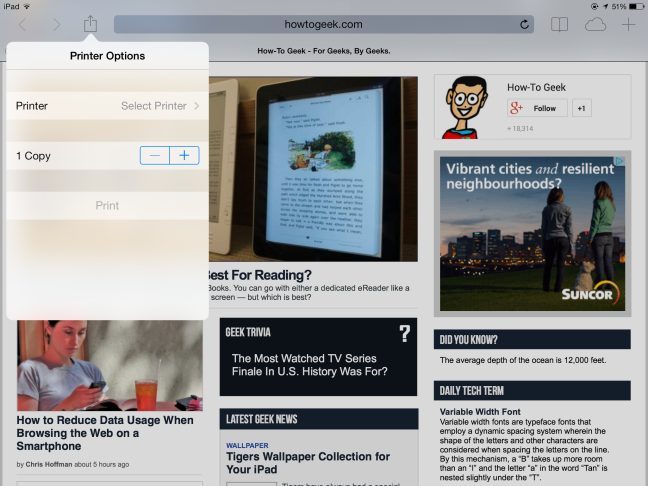 iPad
51%
howtogeek.com
How-To Geek - For Geeks, By Geeks.
Printer Options
Printer
Select Printer
1 Copy
Print
Best For Reading?
Books. You can go with either a dedicated eReader like a
screen — but which is best?
How to Reduce Data Usage When
Browsing the Web on a
Smartphone
by Chris Hoffman about 5 hours ago
GEEK TRIVIA
?
The Most Watched TV Series
Finale In U.S. History Was For?
LATEST GEEK NEWS
WALLPAPER
Tigers Wallpaper Collection for
Your iPad
How-To Geek
g+ Follow +1
+ 18,314
Vibrant cities and resilient
neighbourhoods?
SUNCOR
DID YOU KNOW?
The average depth of the ocean is 12,000 feet.
DAILY TECH TERM
Variable Width Font
Variable width fonts are typeface fonts that
employ a dynamic spacing system wherein the
shape of the letters and other characters are
considered when spacing the letters on the line.
By this mechanism, a "B" takes up more room
than an "I" and the letter "a" in the word "Tan" is
nested slightly under the "T".